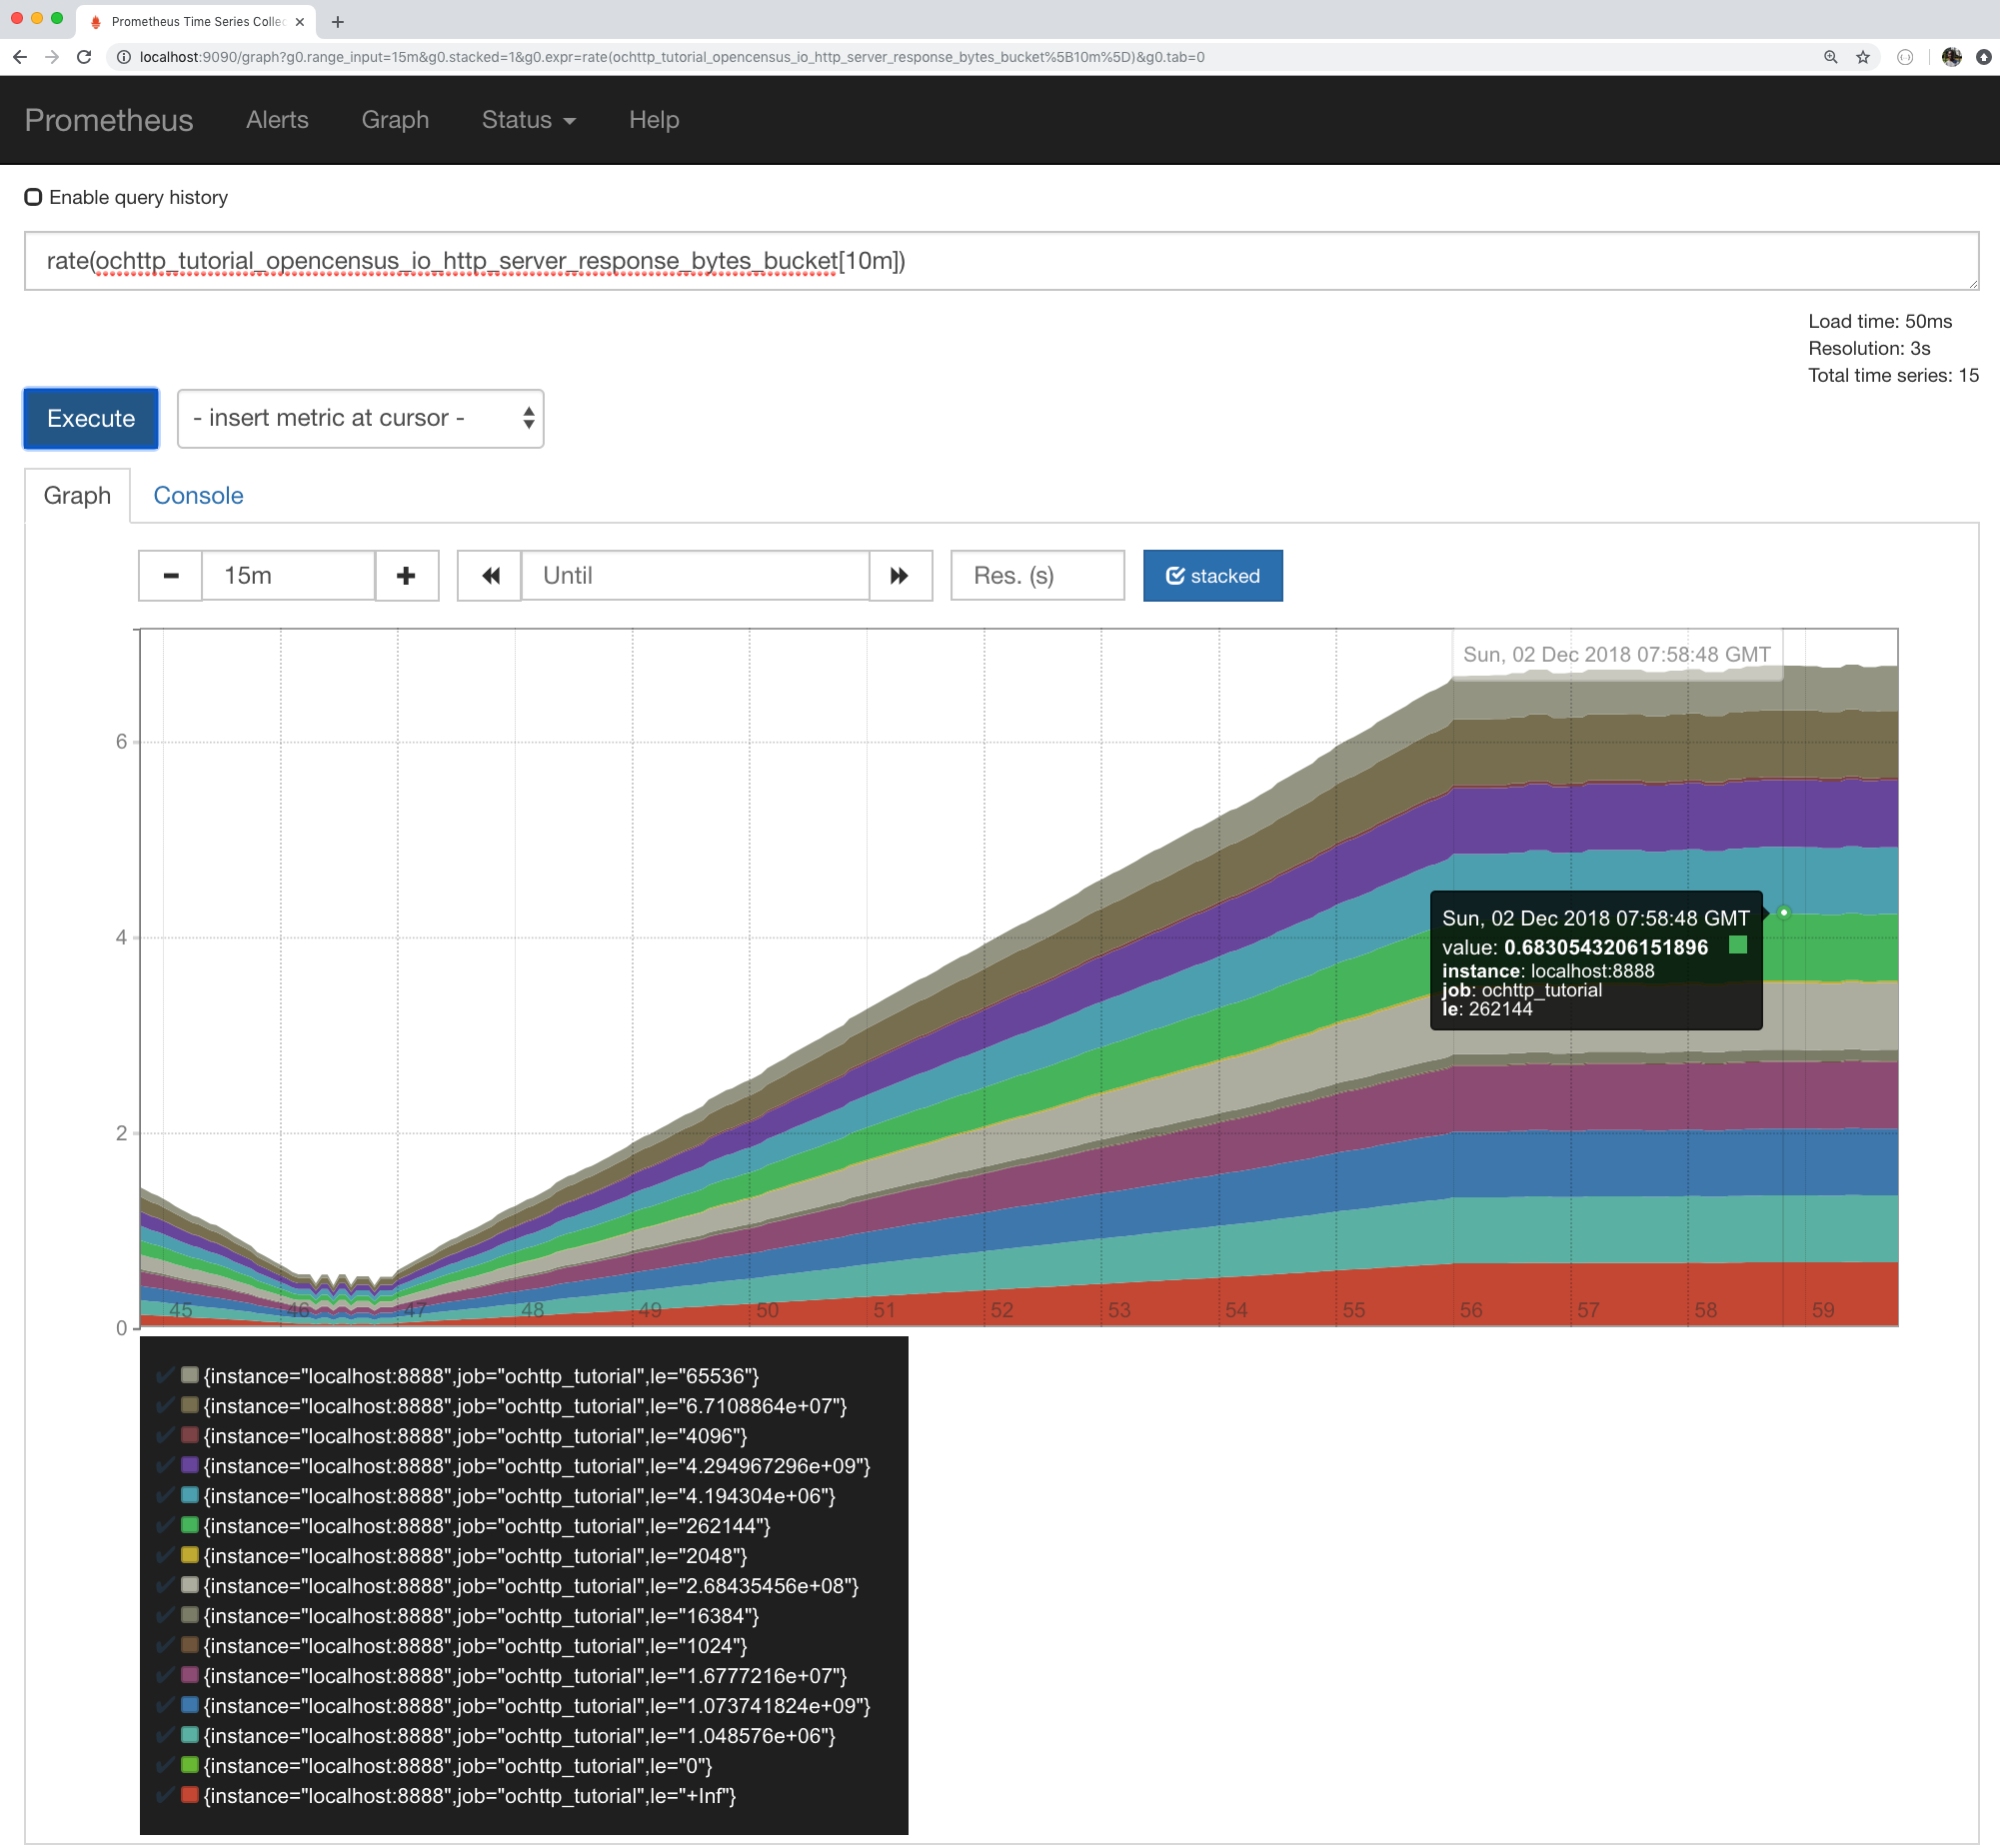 Prometheus Time Series Collec
localhost:9090/graph?g0.range_input=15m&g0.stacked=1&g0.expr=rate(ochttp_tutorial_opencensus_io_http_server_response_bytes_bucket%5B10m%5D)&g0.tab=0
Prometheus Alerts Graph Status Help
Enable query history
rate(ochttp_tutorial_opencensus_io_http_server_response_bytes_bucket[10m])
Load time: 50ms
Resolution: 3s
Total time series: 15
Execute - insert metric at cursor -
Graph Console
15m Until Res. (s) stacked
Sun, 02 Dec 2018 07:58:48 GMT
6
4
2
0
Sun, 02 Dec 2018 07:58:48 GMT
value: 0.6830543206151896
instance: localhost:8888
job: ochttp_tutorial
le: 262144
45 46 47 48 49 50 51 52 53 54 55 56 57 58 59
{instance="localhost:8888",job="ochttp_tutorial",le="65536"}
{instance="localhost:8888",job="ochttp_tutorial",le="6.7108864e+07"}
{instance="localhost:8888",job="ochttp_tutorial",le="4096"}
{instance="localhost:8888",job="ochttp_tutorial",le="4.294967296e+09"}
{instance="localhost:8888",job="ochttp_tutorial",le="4.194304e+06"}
{instance="localhost:8888",job="ochttp_tutorial",le="262144"}
{instance="localhost:8888",job="ochttp_tutorial",le="2048"}
{instance="localhost:8888",job="ochttp_tutorial",le="2.68435456e+08"}
{instance="localhost:8888",job="ochttp_tutorial",le="16384"}
{instance="localhost:8888",job="ochttp_tutorial",le="1024"}
{instance="localhost:8888",job="ochttp_tutorial",le="1.6777216e+07"}
{instance="localhost:8888",job="ochttp_tutorial",le="1.073741824e+09"}
{instance="localhost:8888",job="ochttp_tutorial",le="1.048576e+06"}
{instance="localhost:8888",job="ochttp_tutorial",le="0"}
{instance="localhost:8888",job="ochttp_tutorial",le="+Inf"}